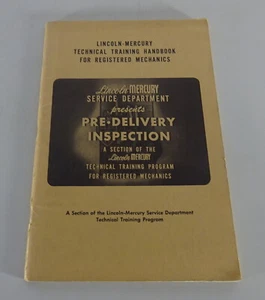 LINCOLN-MERCURY
TECHNICAL TRAINING HANDBOOK
FOR REGISTERED MECHANICS
Lincoln MERCURY
SERVICE DEPARTMENT
presents
PRE-DELIVERY
INSPECTION
A SECTION OF THE
Lincoln MERCURY
TECHNICAL TRAINING PROGRAM
FOR REGISTERED MECHANICS
A Section of the Lincoln-Mercury Service Department
Technical Training Program